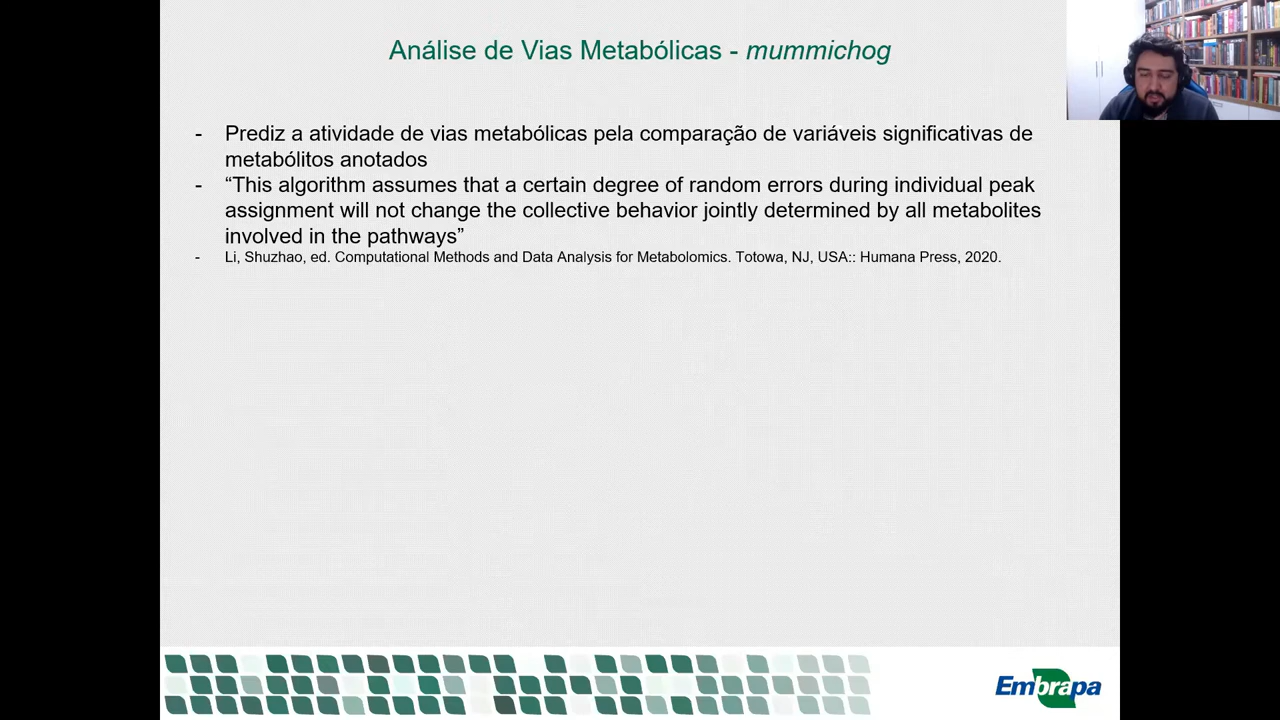 Análise de Vias Metabólicas - mummichog
- Prediz a atividade de vias metabólicas pela comparação de variáveis significativas de
metabólitos anotados
- “This algorithm assumes that a certain degree of random errors during individual peak
assignment will not change the collective behavior jointly determined by all metabolites
involved in the pathways”
- Li, Shuzhao, ed. Computational Methods and Data Analysis for Metabolomics. Totowa, NJ, USA:: Humana Press, 2020.
Embrapa